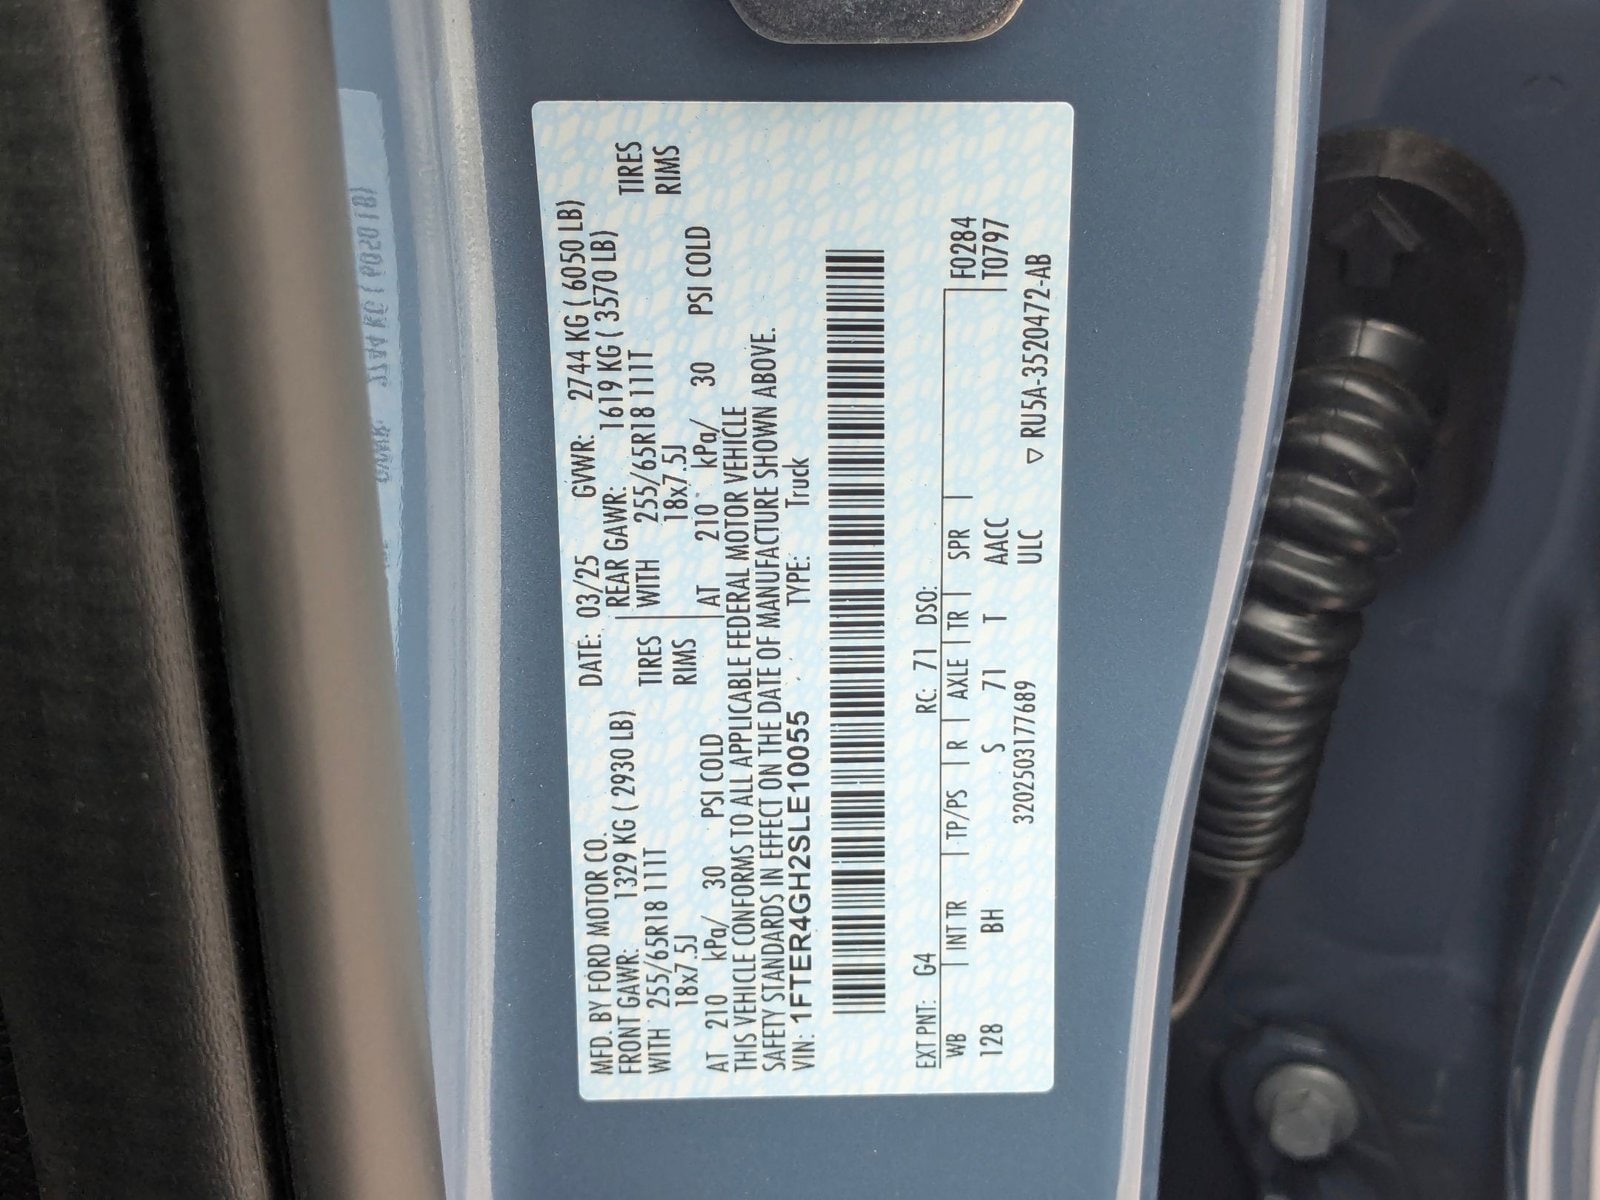 MFD. BY FORD MOTOR CO.
DATE: 03/25 GVWR: 2744 KG ( 6050 LB)
FRONT GAWR: 1329 KG ( 2930 LB)
REAR GAWR: 1619 KG ( 3570 LB)
WITH 255/65R18 111T TIRES
WITH 255/65R18 111T TIRES
18x7.5J RIMS
18x7.5J RIMS
AT 210 kPa/ 30 PSI COLD
AT 210 kPa/ 30 PSI COLD
THIS VEHICLE CONFORMS TO ALL APPLICABLE FEDERAL MOTOR VEHICLE
SAFETY STANDARDS IN EFFECT ON THE DATE OF MANUFACTURE SHOWN ABOVE.
VIN: 1FTER4GH2SLE10055 TYPE: Truck
EXT PNT: G4 RC: 71 DSO:
WB INT TR TP/PS R AXLE TR SPR F0284
128 BH S 71 T AACC T0797
3202503177689 ULC ▽ RU5A-3520472-AB